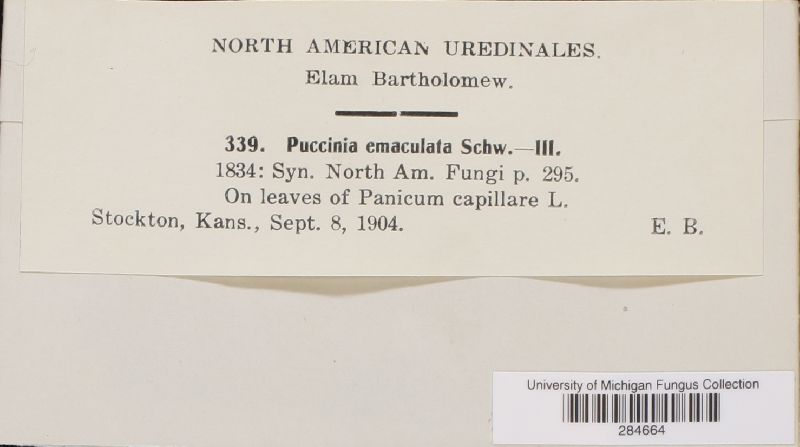 NORTH AMERICAN UREDINALES.
Elam Bartholomew.
339. Puccinia emaculata Schw.—III.
1834: Syn. North Am. Fungi p. 295.
On leaves of Panicum capillare L.
Stockton, Kans., Sept. 8, 1904. E. B.
University of Michigan Fungus Collection
284664